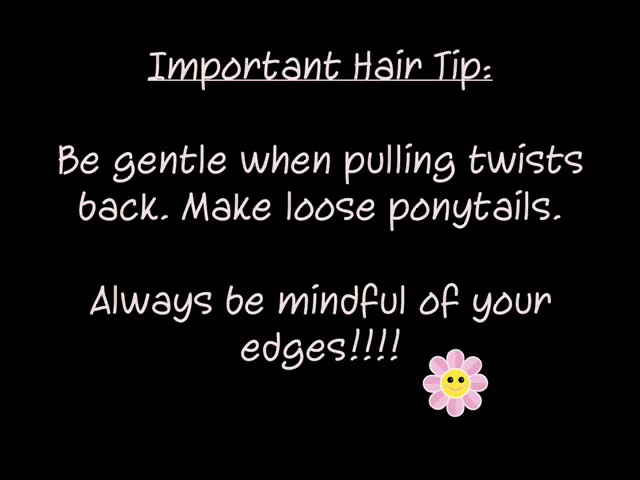 Important Hair Tip:
Be gentle when pulling twists
back. Make loose ponytails.
Always be mindful of your
edges!!!!